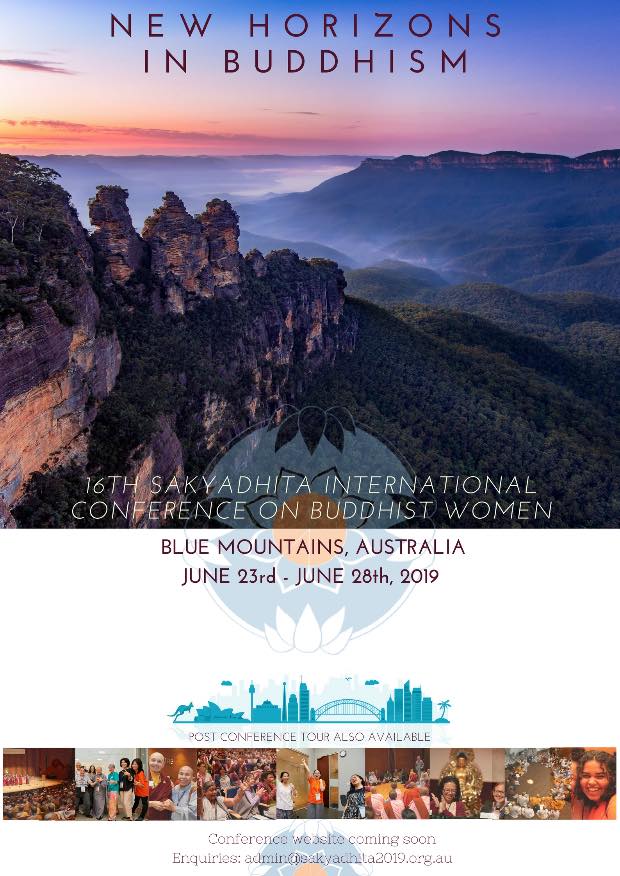 NEW HORIZONS
IN BUDDHISM
16TH SAKYADHITA INTERNATIONAL
CONFERENCE ON BUDDHIST WOMEN
BLUE MOUNTAINS, AUSTRALIA
JUNE 23rd - JUNE 28th, 2019
POST CONFERENCE TOUR ALSO AVAILABLE
Conference website coming soon
Enquiries: admin@sakyadhita2019.org.au